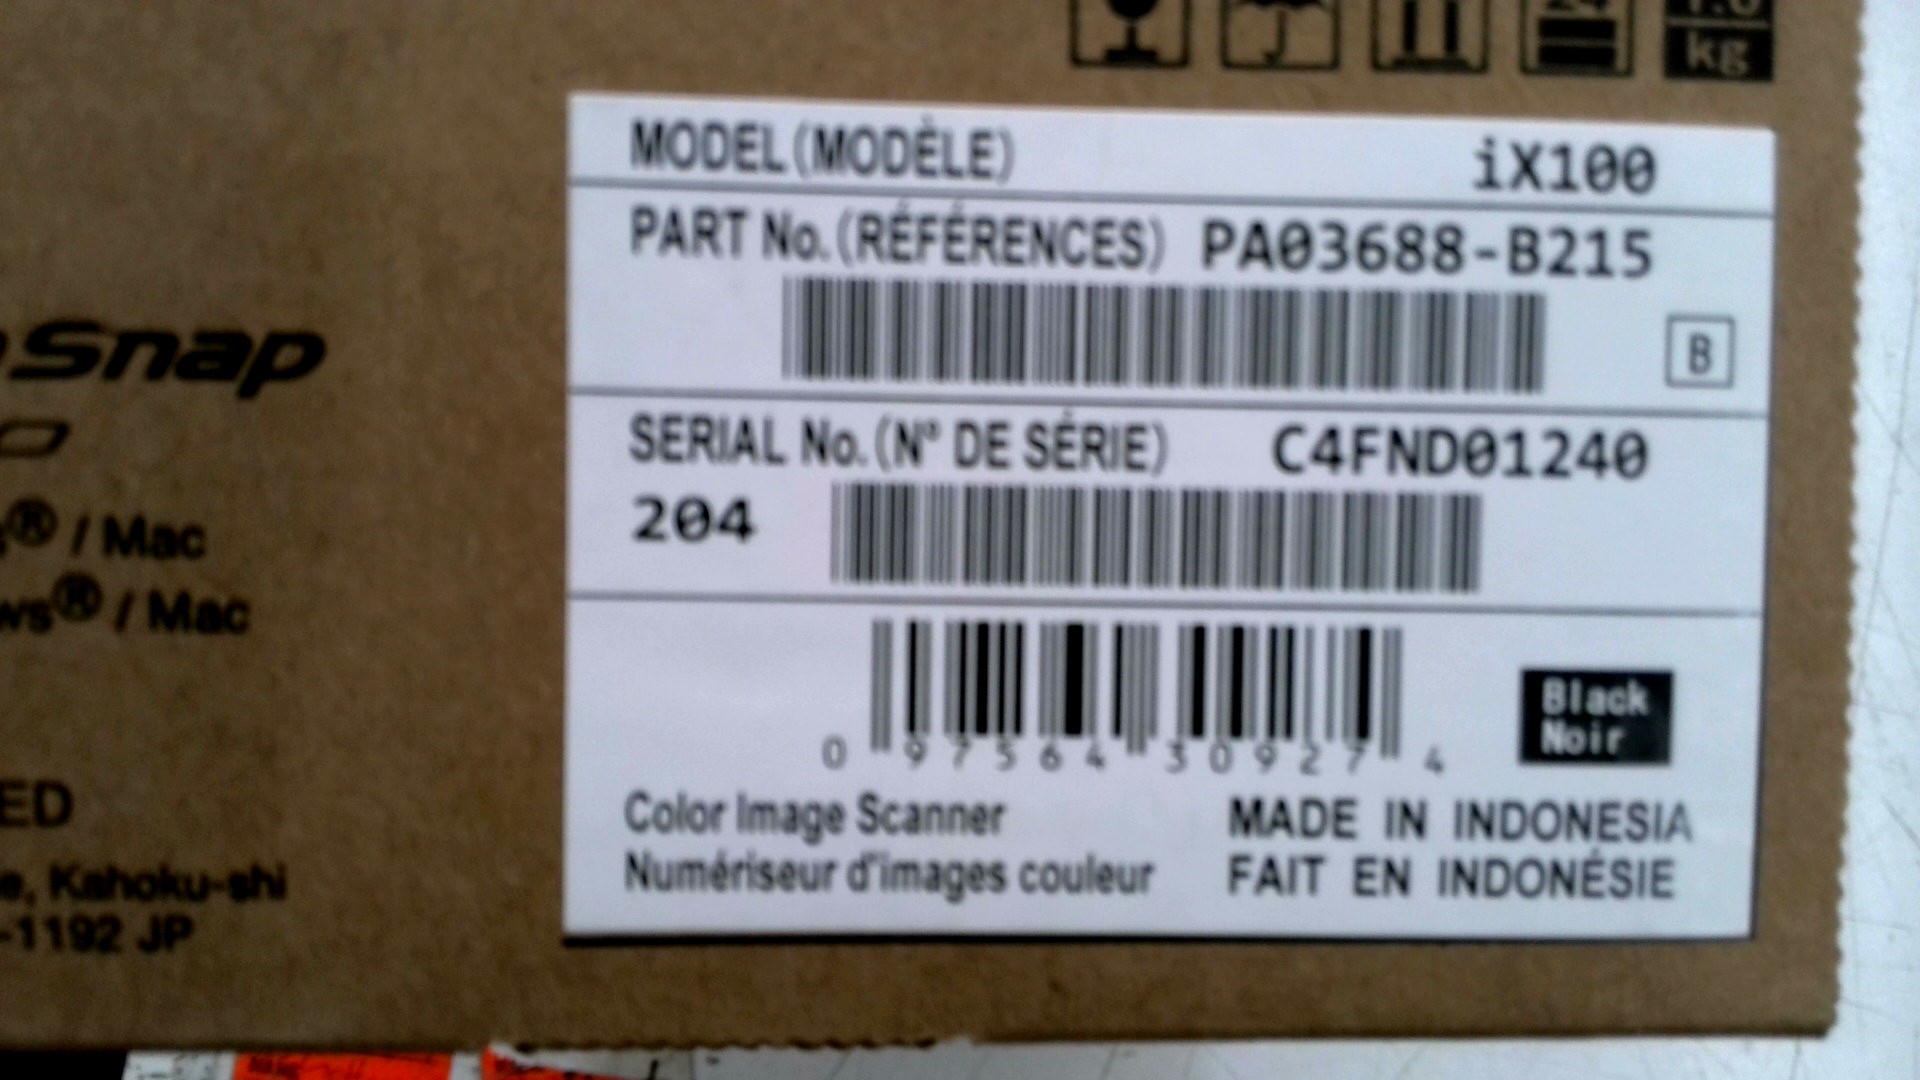 24
kg
MODEL(MODÈLE) iX100
PART No.(RÉFÉRENCES) PA03688-B215
B
SERIAL No.(N° DE SÉRIE) C4FND01240
204
0 97564 30927 4
Black
Noir
Color Image Scanner MADE IN INDONESIA
Numériseur d'images couleur FAIT EN INDONÉSIE
Snap
® / Mac
ws® / Mac
ED
e, Kahoku-shi
-1192 JP